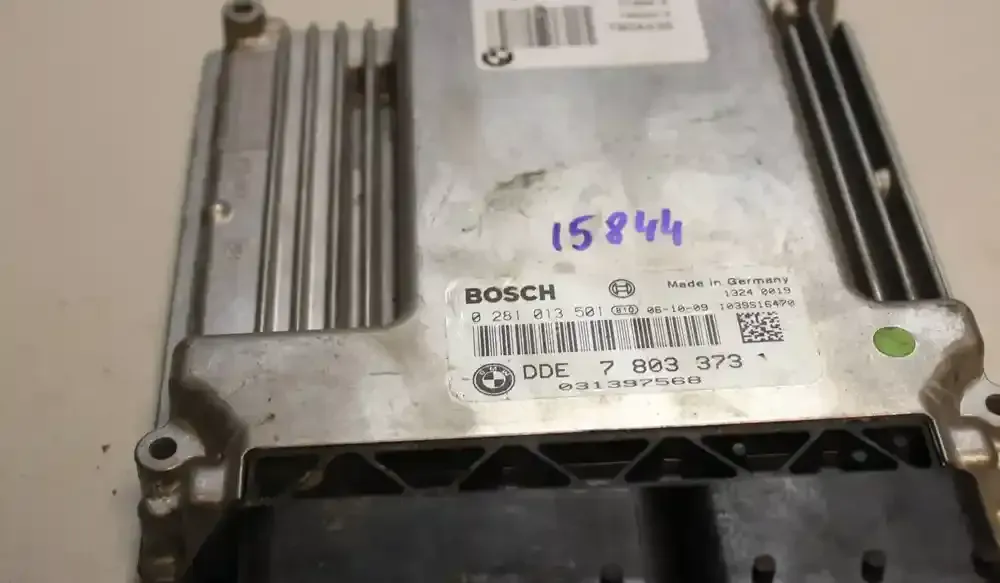 15844
BOSCH
Made in Germany
1324 0019
0 281 013 501 06-10-09 1039S16470
DDE 7 803 373
031397568